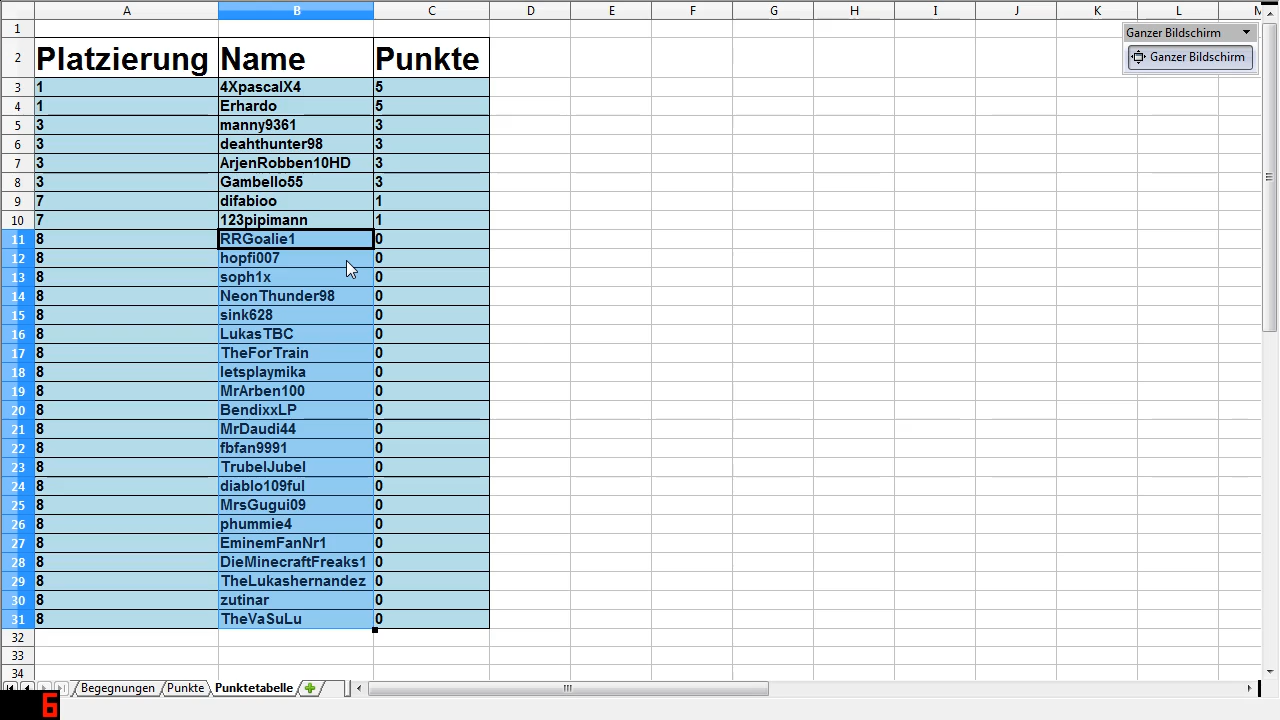 A B C D E F G H I J K L M
1
2 Platzierung Name Punkte
3 1 4XpascalX4 5
4 1 Erhardo 5
5 3 manny9361 3
6 3 deahthunter98 3
7 3 ArjenRobben10HD 3
8 3 Gambello55 3
9 7 difabioo 1
10 7 123pipimann 1
11 8 RRGoalie1 0
12 8 hopfi007 0
13 8 soph1x 0
14 8 NeonThunder98 0
15 8 sink628 0
16 8 LukasTBC 0
17 8 TheForTrain 0
18 8 letsplaymika 0
19 8 MrArben100 0
20 8 BendixxLP 0
21 8 MrDaudi44 0
22 8 fbfan9991 0
23 8 TrubelJubel 0
24 8 diablo109ful 0
25 8 MrsGugui09 0
26 8 phummie4 0
27 8 EminemFanNr1 0
28 8 DieMinecraftFreaks1 0
29 8 TheLukashernandez 0
30 8 zutinar 0
31 8 TheVaSuLu 0
32
33
34
Ganzer Bildschirm
Ganzer Bildschirm
Begegnungen Punkte Punktetabelle
6